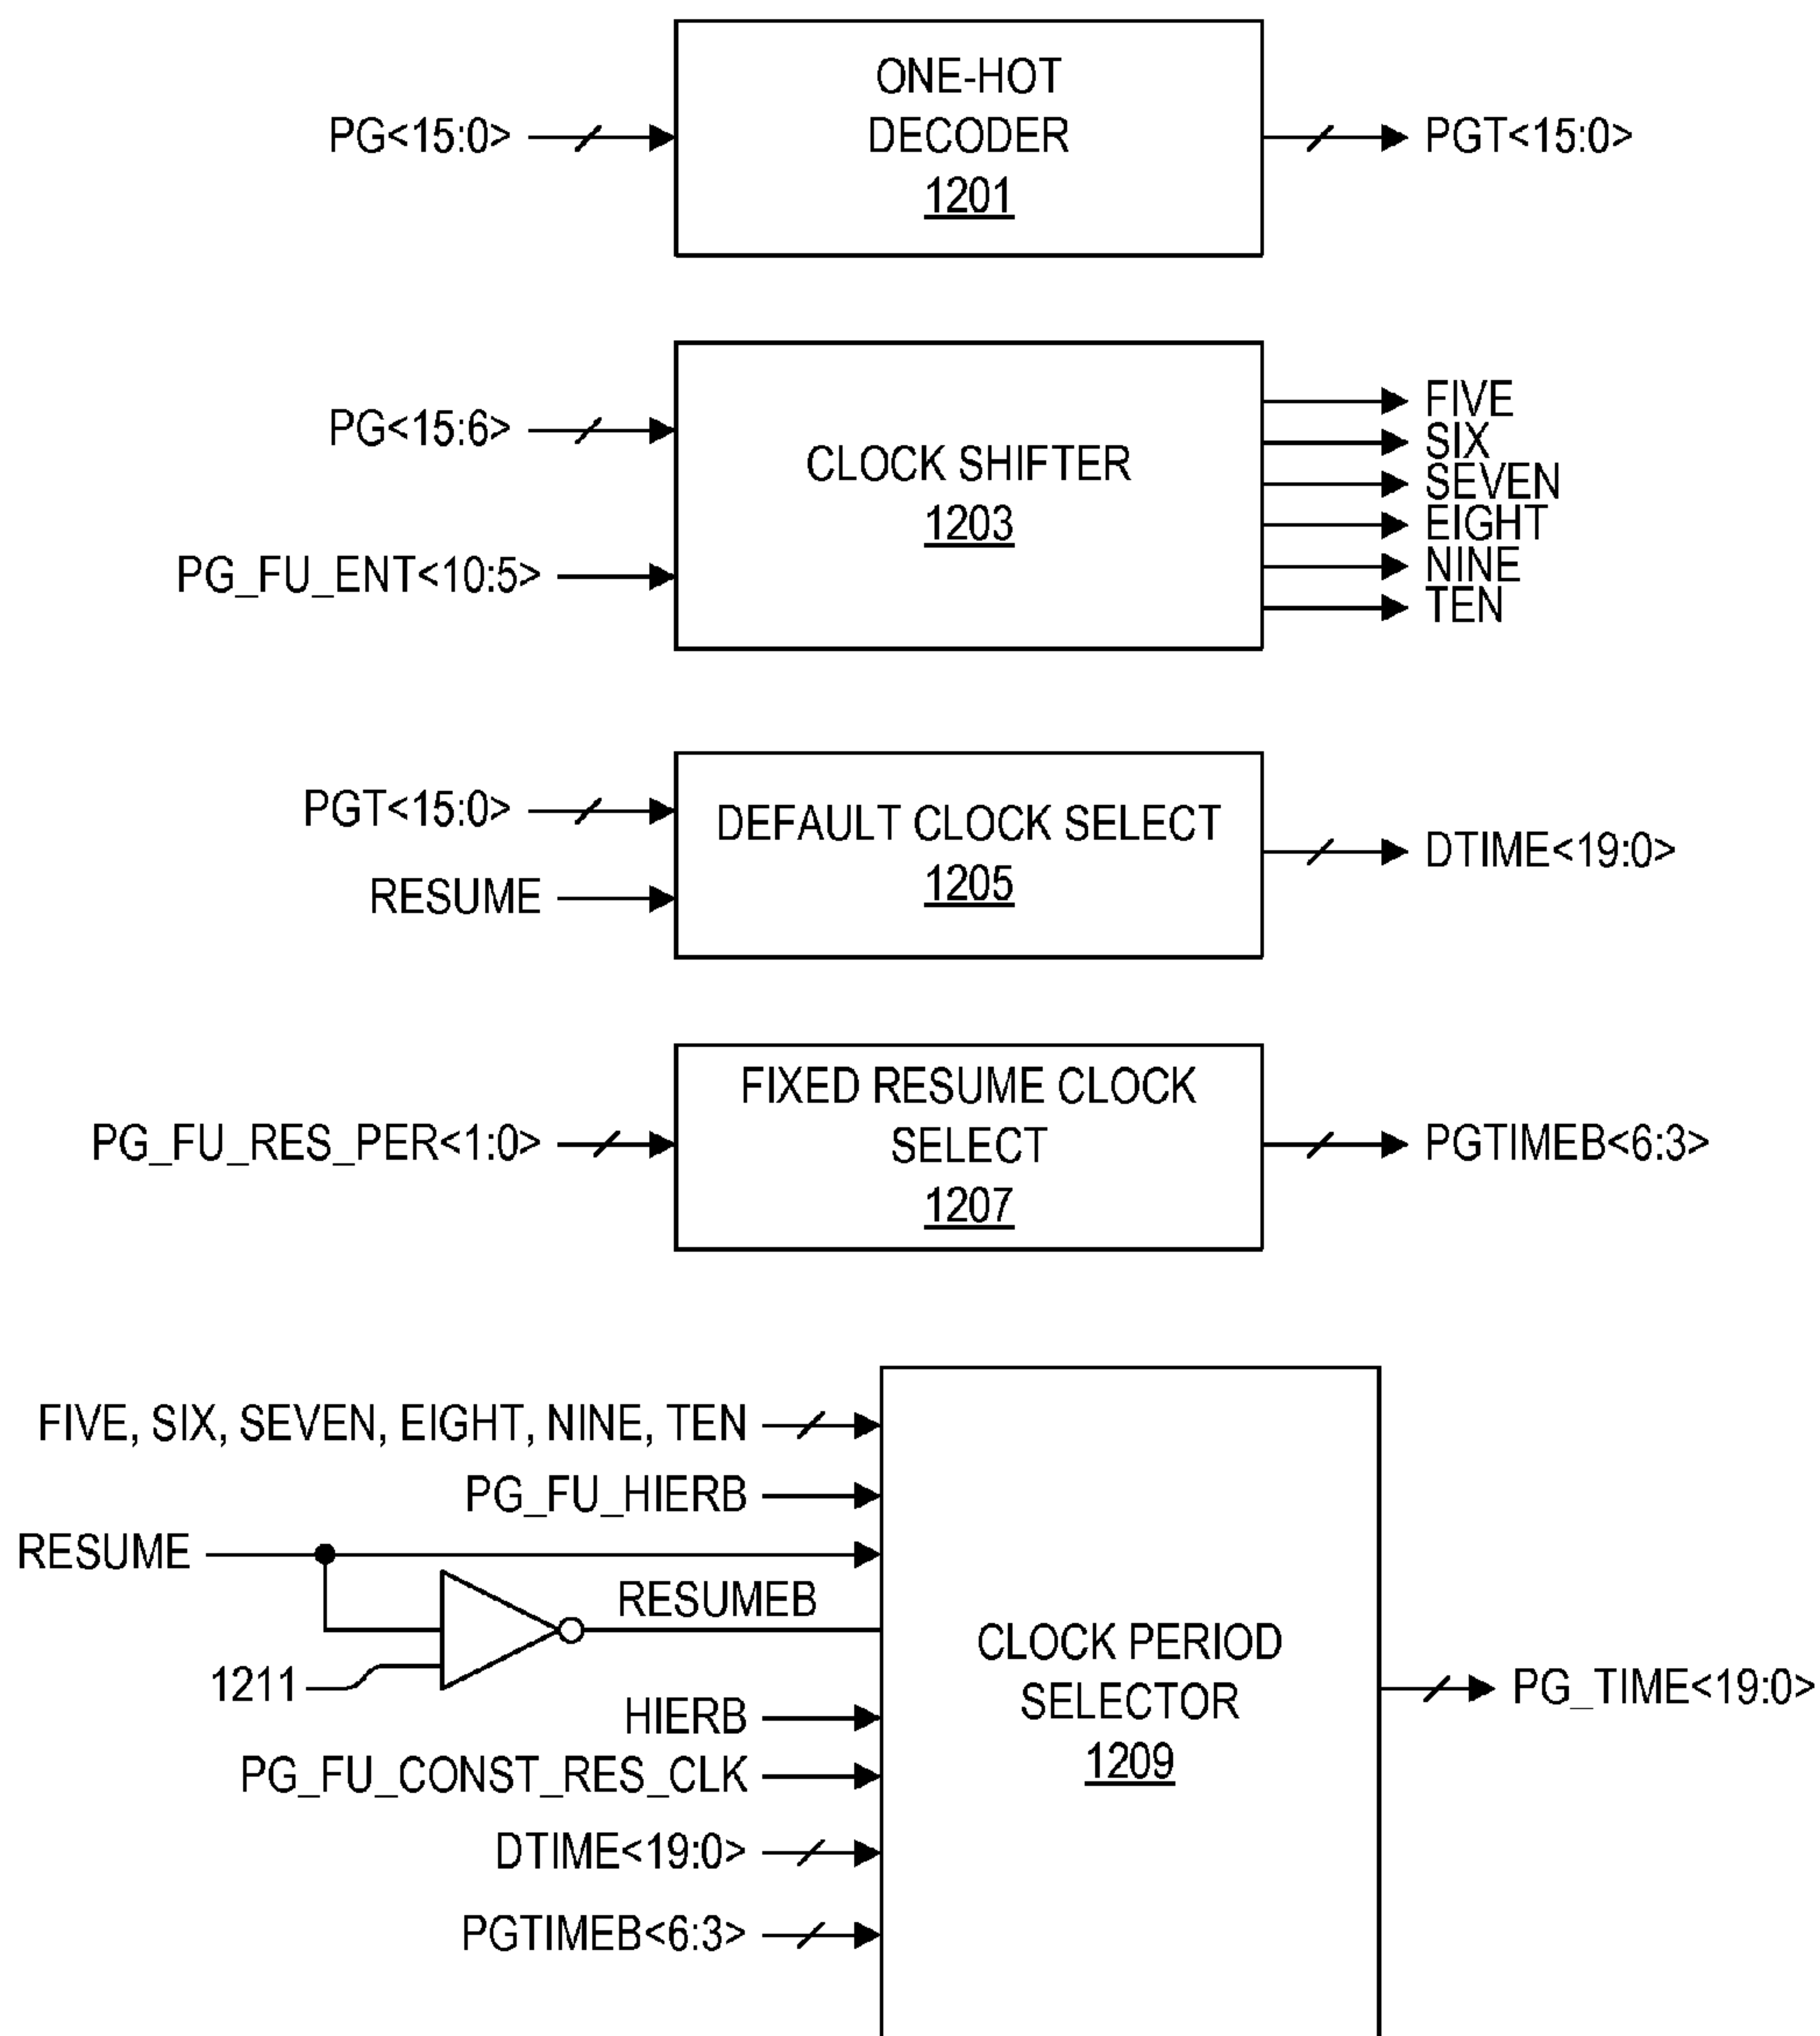 ONE-HOT
PG<15:0>
DECODER
PGT<15:0>
1201
PG<15:6>
CLOCK SHIFTER
1203
PG_FU_ENT<10:5>
FIVE
SIX
SEVEN
EIGHT
NINE
TEN
PGT<15:0>
RESUME
DEFAULT CLOCK SELECT
1205
DTIME<19:0>
PG_FU_RES_PER<1:0>
FIXED RESUME CLOCK
SELECT
1207
PGTIMEB<6:3>
FIVE, SIX, SEVEN, EIGHT, NINE, TEN
PG_FU_HIERB
RESUME
RESUMEB
1211
HIERB
PG_FU_CONST_RES_CLK
DTIME<19:0>
PGTIMEB<6:3>
CLOCK PERIOD
SELECTOR
1209
PG_TIME<19:0>